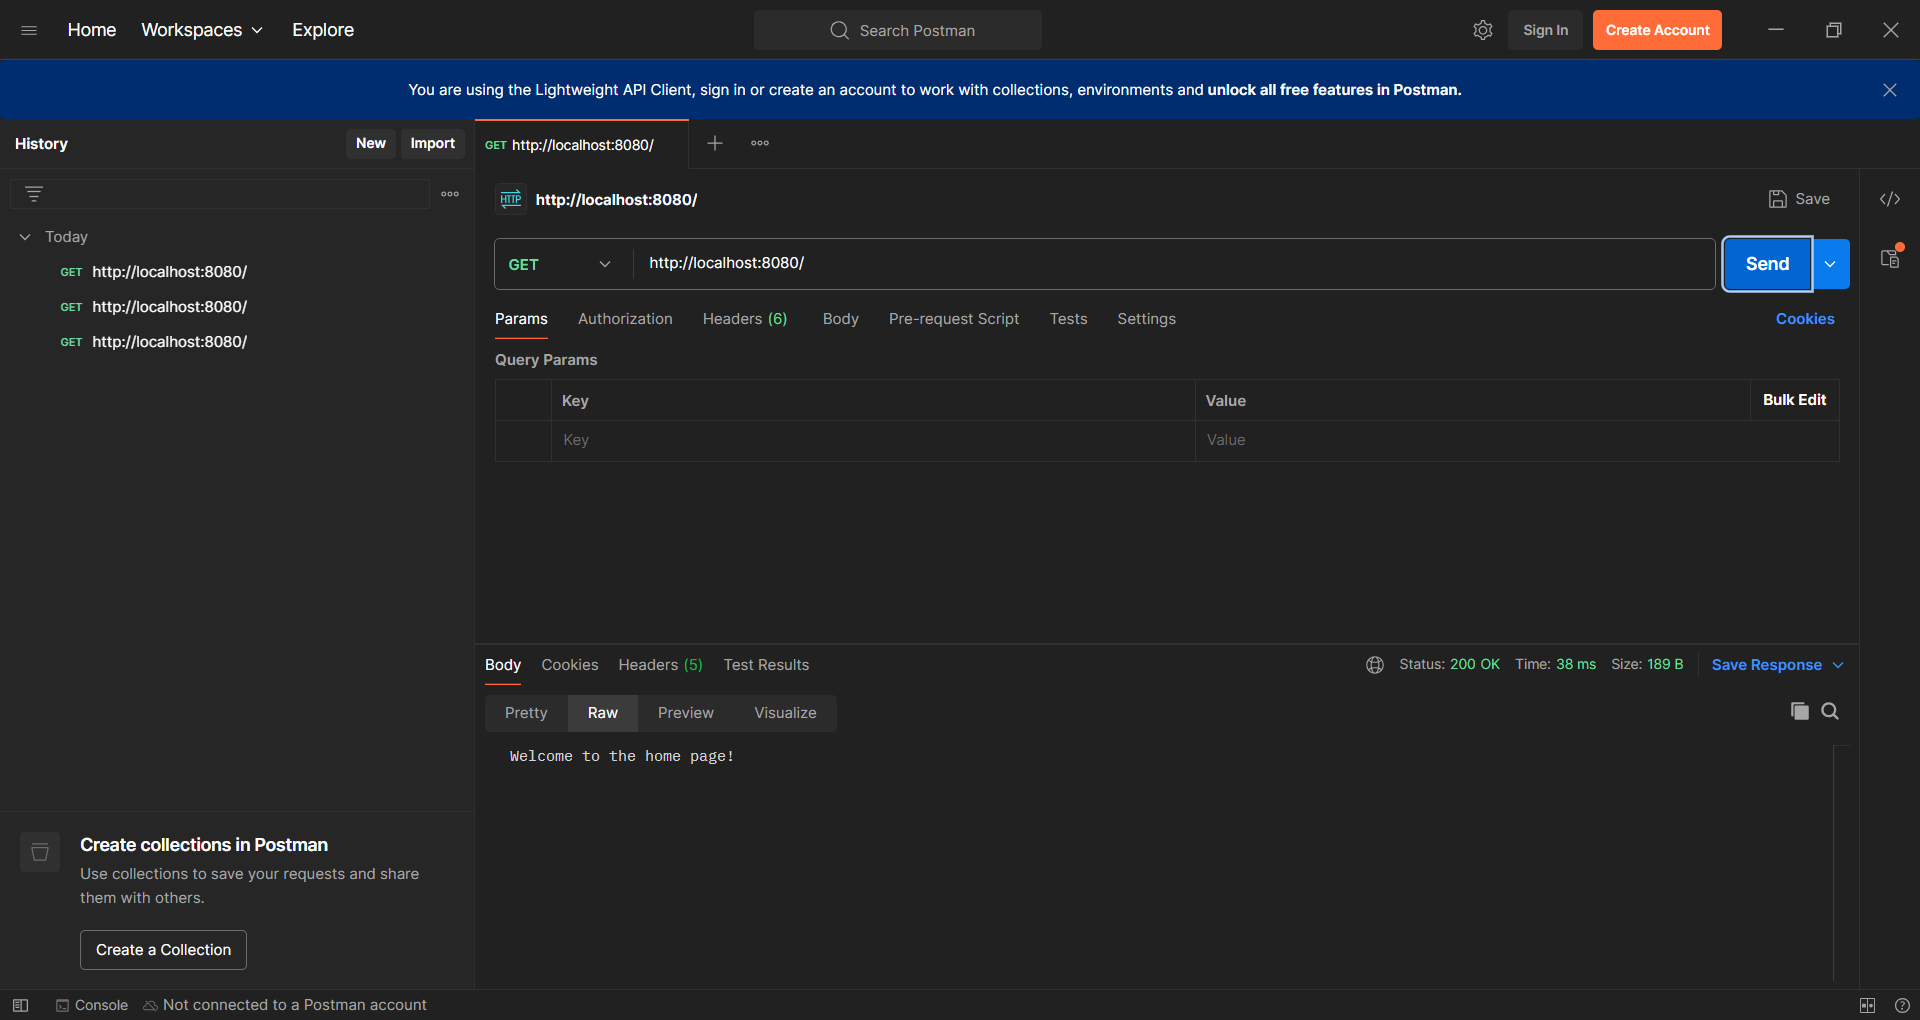 Home Workspaces Explore Search Postman Sign In Create Account
You are using the Lightweight API Client, sign in or create an account to work with collections, environments and unlock all free features in Postman.
History New Import
GET http://localhost:8080/
HTTP http://localhost:8080/ Save
Today
GET http://localhost:8080/
GET http://localhost:8080/
GET http://localhost:8080/
GET http://localhost:8080/ Send
Params Authorization Headers (6) Body Pre-request Script Tests Settings Cookies
Query Params
Key Value Bulk Edit
Key Value
Body Cookies Headers (5) Test Results Status: 200 OK Time: 38 ms Size: 189 B Save Response
Pretty Raw Preview Visualize
Welcome to the home page!
Create collections in Postman
Use collections to save your requests and share
them with others.
Create a Collection
Console Not connected to a Postman account